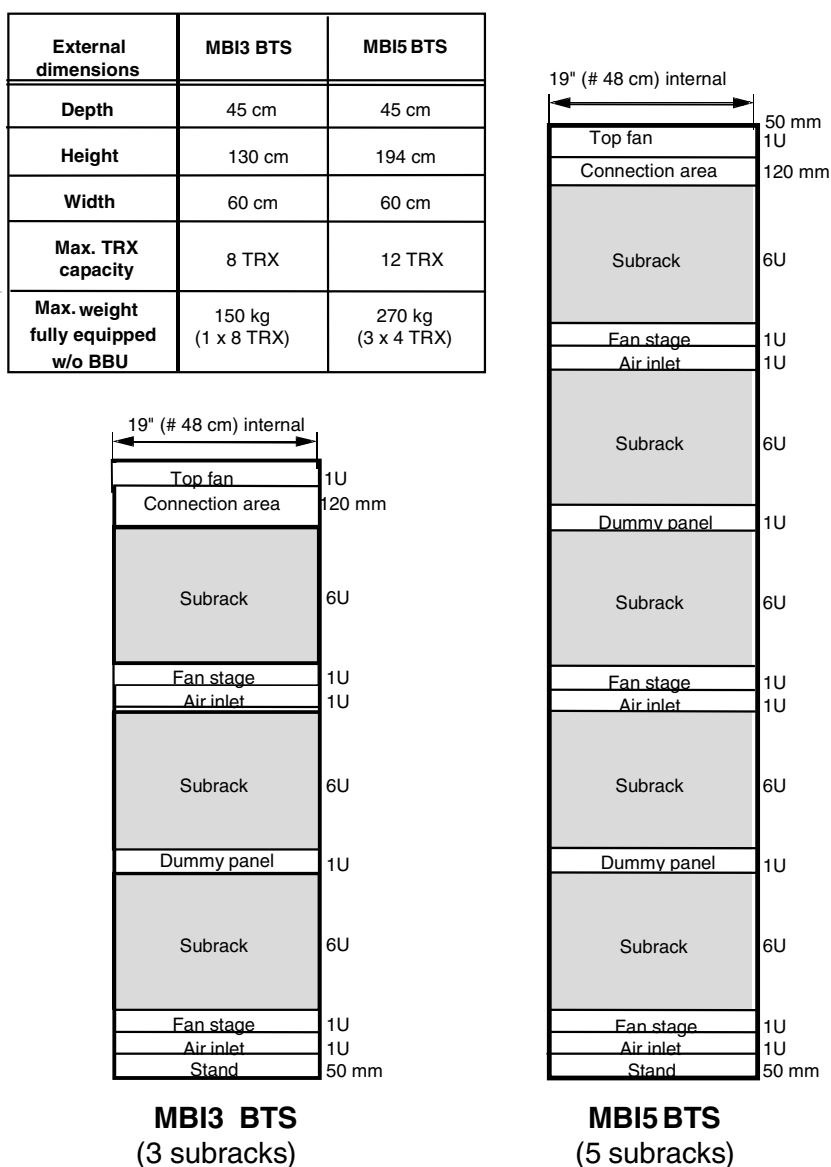 External
dimensions
MBI3 BTS
MBI5 BTS
Depth
45 cm
45 cm
Height
130 cm
194 cm
Width
60 cm
60 cm
Max. TRX
capacity
8 TRX
12 TRX
Max. weight
fully equipped
w/o BBU
150 kg
(1 x 8 TRX)
270 kg
(3 x 4 TRX)
19" (# 48 cm) internal
Top fan 1U
Connection area 120 mm
Subrack 6U
Fan stage 1U
Air inlet 1U
Subrack 6U
Dummy panel 1U
Subrack 6U
Fan stage 1U
Air inlet 1U
Stand 50 mm
MBI3 BTS
(3 subracks)
19" (# 48 cm) internal
50 mm
Top fan 1U
Connection area 120 mm
Subrack 6U
Fan stage 1U
Air inlet 1U
Subrack 6U
Dummy panel 1U
Subrack 6U
Fan stage 1U
Air inlet 1U
Subrack 6U
Dummy panel 1U
Subrack 6U
Fan stage 1U
Air inlet 1U
Stand 50 mm
MBI5 BTS
(5 subracks)